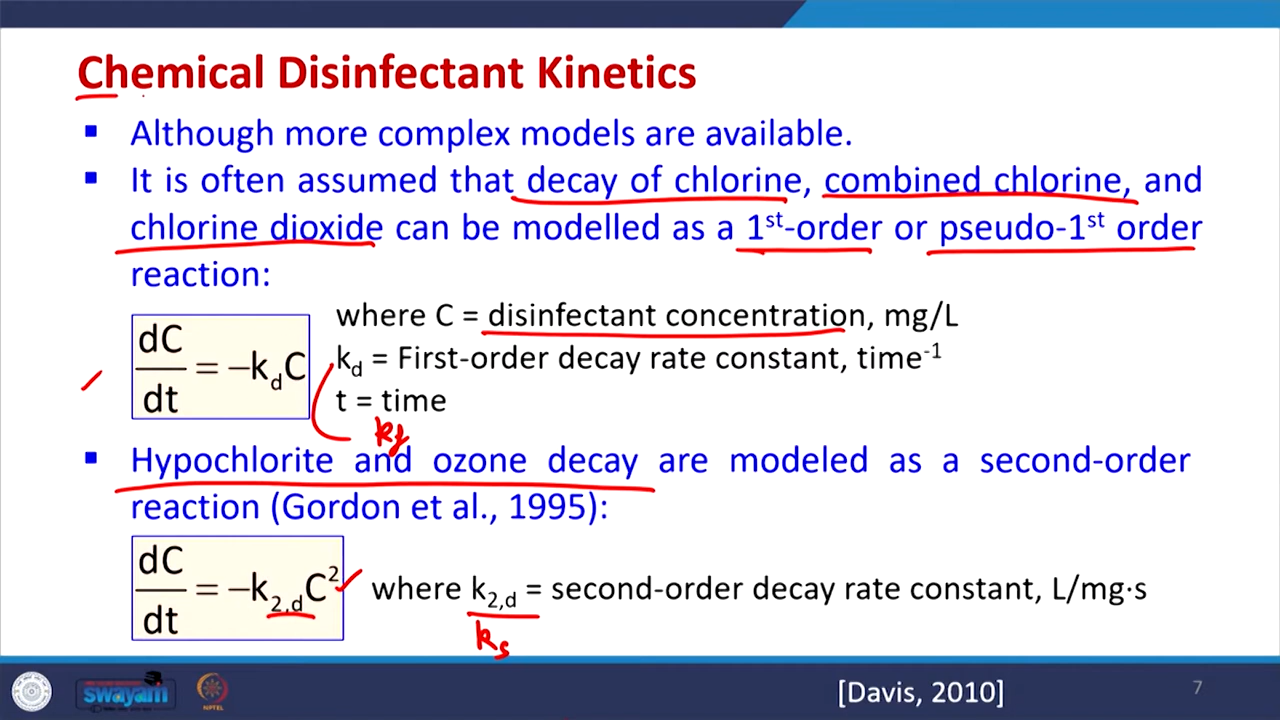 Chemical Disinfectant Kinetics
▪ Although more complex models are available.
▪ It is often assumed that decay of chlorine, combined chlorine, and
chlorine dioxide can be modelled as a 1st-order or pseudo-1st order
reaction:
dC/dt = −k_d C
where C = disinfectant concentration, mg/L
k_d = First-order decay rate constant, time⁻¹
t = time
k_f
▪ Hypochlorite and ozone decay are modeled as a second-order
reaction (Gordon et al., 1995):
dC/dt = −k_2,d C²
where k_2,d = second-order decay rate constant, L/mg·s
k_s
swayam
NPTEL
[Davis, 2010]
7